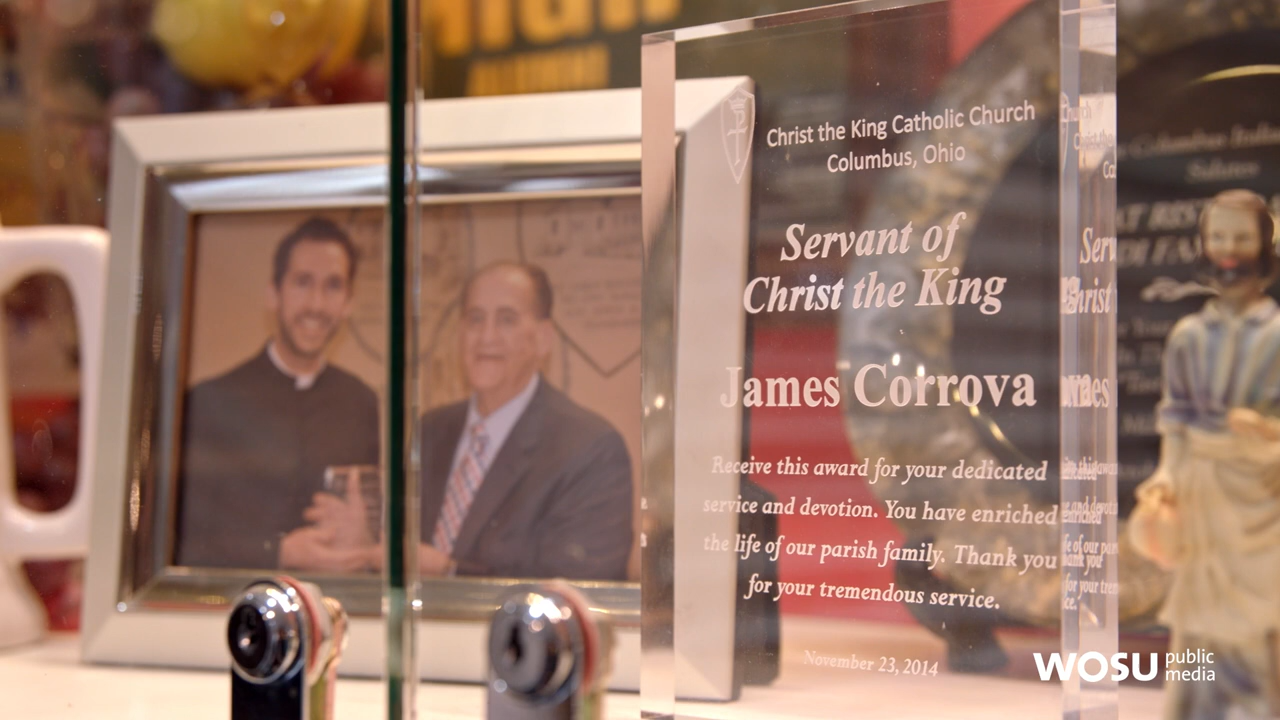 Christ the King Catholic Church
Columbus, Ohio
Servant of
Christ the King
James Corrova
Receive this award for your dedicated
service and devotion. You have enriched
the life of our parish family. Thank you
for your tremendous service.
November 23, 2014
WOSU public
media